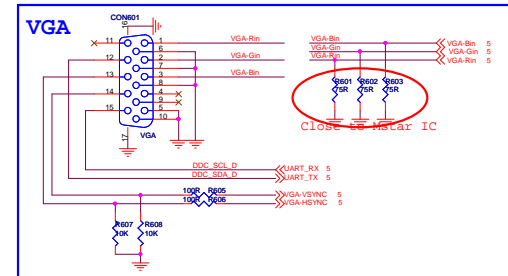 VGA
CON601
16
VGA-Rin
VGA-Gin
VGA-Bin
11
1
6
12
2
7
13
3
8
14
4
9
15
5
10
17
VGA
VGA-Bin
VGA-Gin
VGA-Rin
VGA-Bin 5
VGA-Gin 5
VGA-Rin 5
R601
75R
R602
75R
R603
75R
Close to Mstar IC
DDC_SCL_D
DDC_SDA_D
UART_RX 5
UART_TX 5
100R R605
100R R606
VGA-VSYNC 5
VGA-HSYNC 5
R607
10K
R608
10K